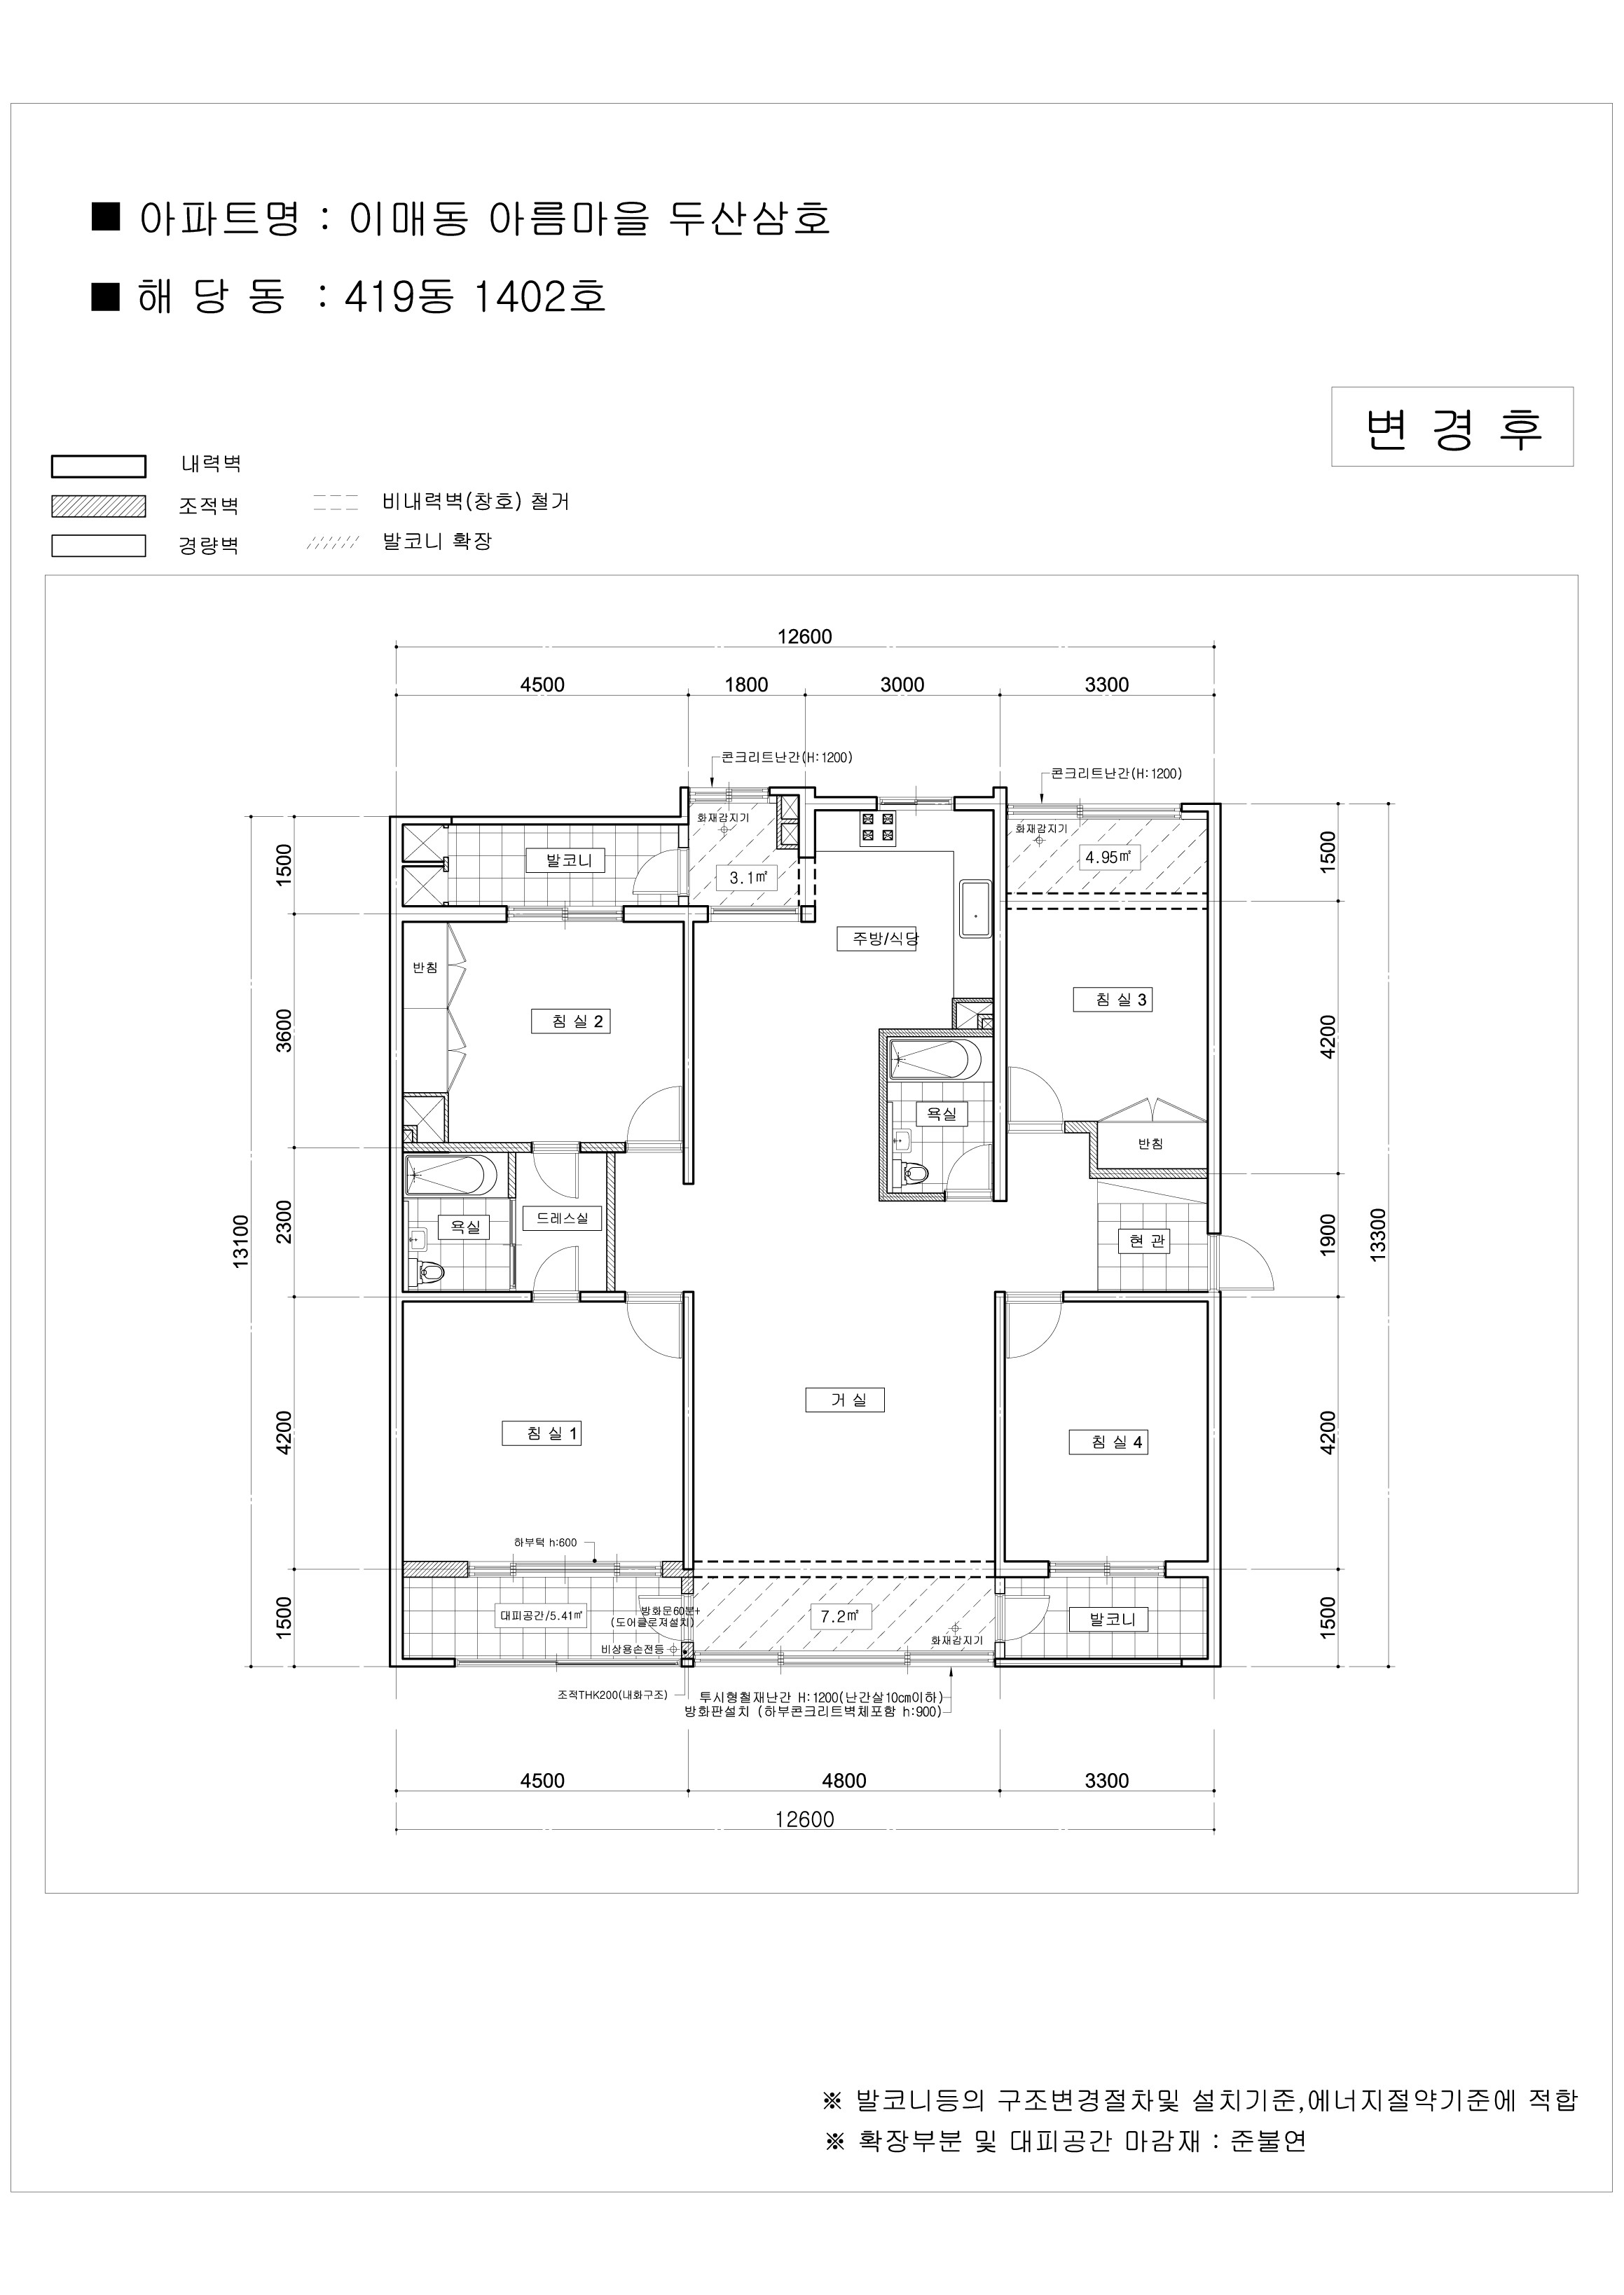 ■ 아파트명 : 이매동 아름마을 두산삼호
■ 해 당 동 : 419동 1402호
변 경 후
내력벽
조적벽
경량벽
비내력벽(창호) 철거
발코니 확장
12600
4500 1800 3000 3300
콘크리트난간(H:1200)
콘크리트난간(H:1200)
화재감지기
화재감지기
1500
발코니
3.1㎡
4.95㎡
1500
주방/식당
반침
침 실 2
침 실 3
3600
4200
욕실
반침
드레스실
욕실
현 관
13100
2300
1900
13300
거 실
침 실 1
침 실 4
4200
4200
하부턱 h:600
대피공간/5.41㎡
방화문60분+
(도어클로져설치)
7.2㎡
발코니
1500
1500
화재감지기
비상용손전등
조적THK200(내화구조)
투시형철재난간 H:1200(난간살10㎝이하)
방화판설치 (하부콘크리트벽체포함 h:900)
4500 4800 3300
12600
※ 발코니등의 구조변경절차및 설치기준,에너지절약기준에 적합
※ 확장부분 및 대피공간 마감재 : 준불연